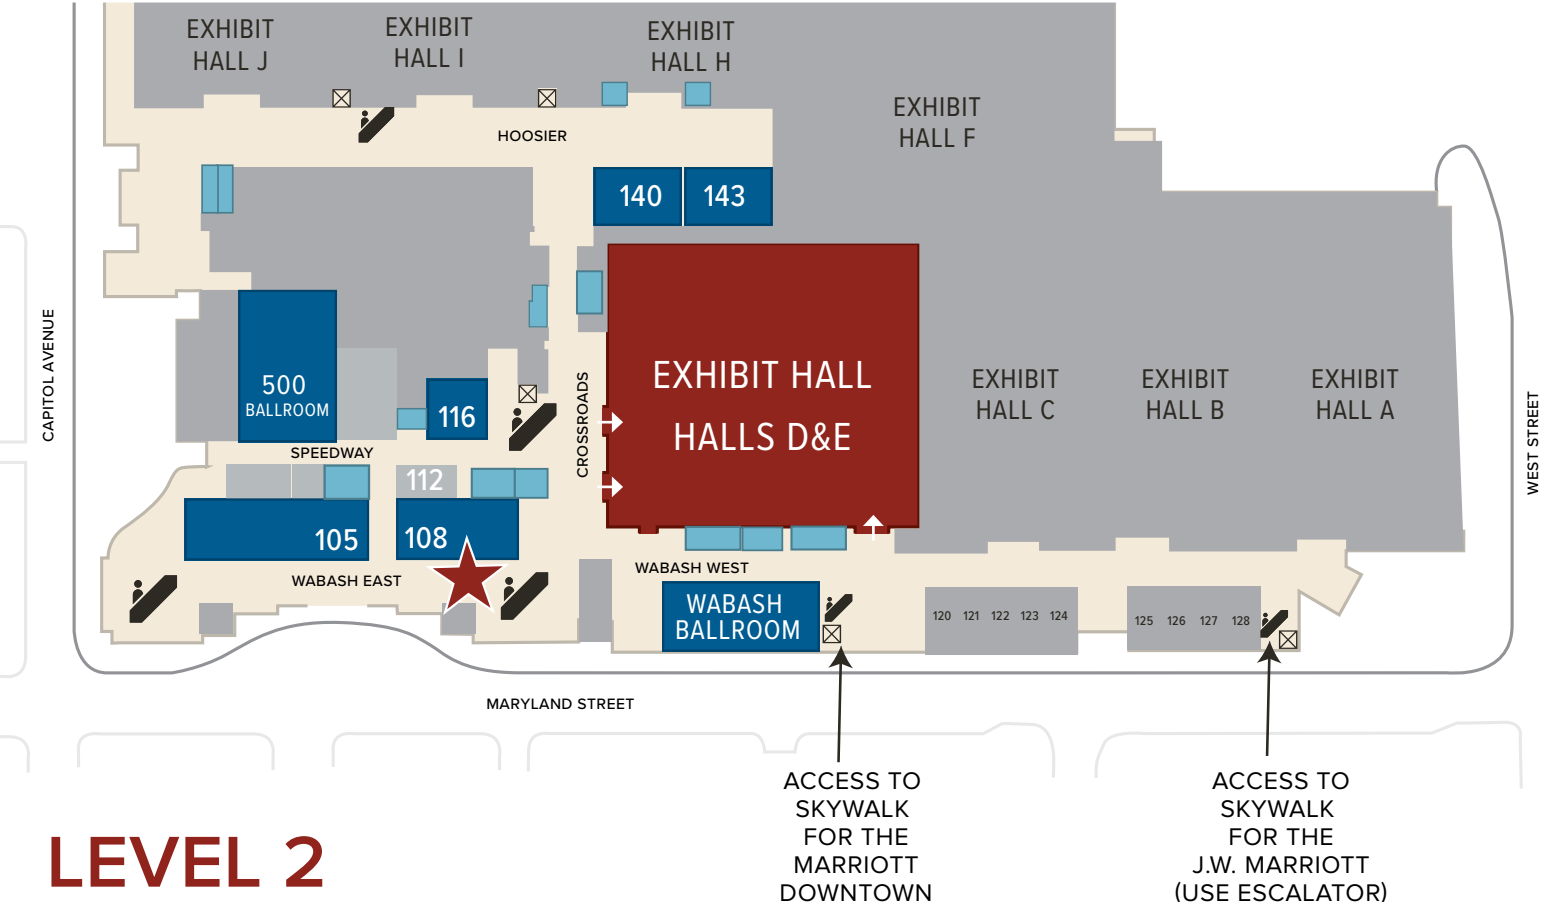 EXHIBIT
HALL J
EXHIBIT
HALL I
EXHIBIT
HALL H
EXHIBIT
HALL F
HOOSIER
140
143
CAPITOL AVENUE
500
BALLROOM
116
SPEEDWAY
CROSSROADS
EXHIBIT HALL
HALLS D&E
EXHIBIT
HALL C
EXHIBIT
HALL B
EXHIBIT
HALL A
WEST STREET
112
105
108
WABASH EAST
WABASH WEST
WABASH
BALLROOM
120 121 122 123 124
125 126 127 128
MARYLAND STREET
ACCESS TO
SKYWALK
FOR THE
MARRIOTT
DOWNTOWN
ACCESS TO
SKYWALK
FOR THE
J.W. MARRIOTT
(USE ESCALATOR)
LEVEL 2